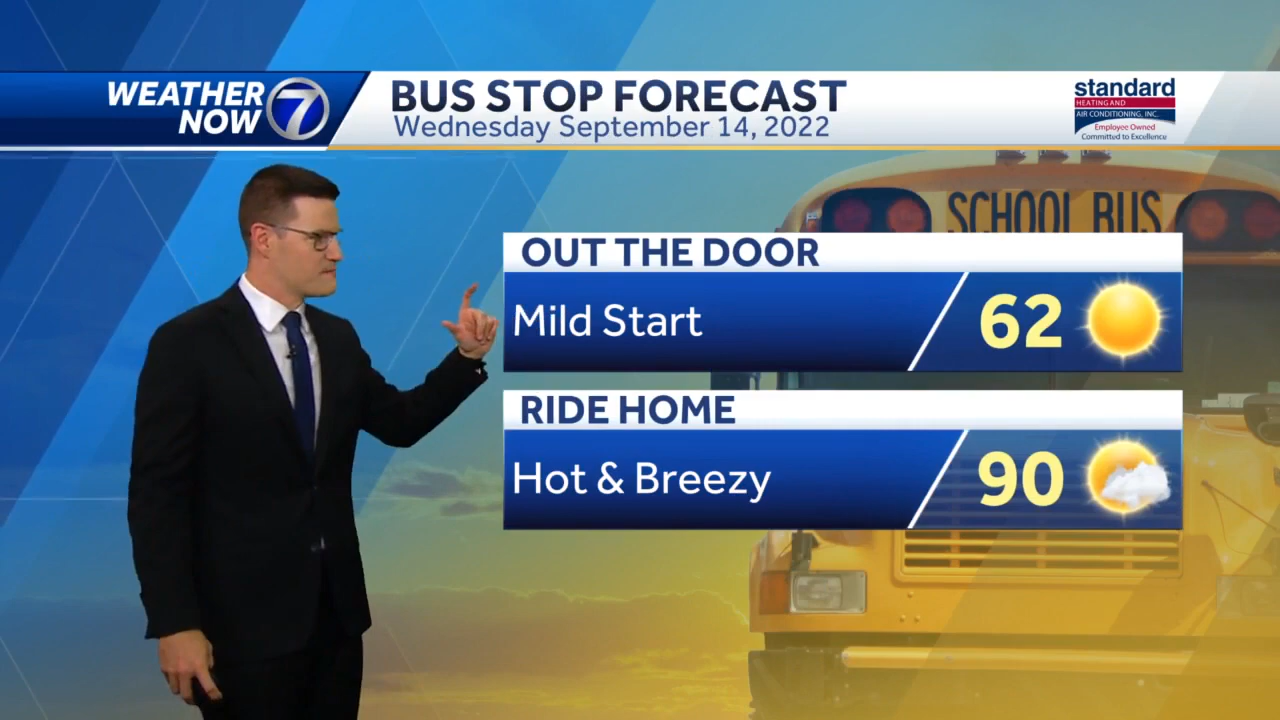 WEATHER
NOW 7
BUS STOP FORECAST
Wednesday September 14, 2022
standard
HEATING AND
AIR CONDITIONING, INC.
Employee Owned
Committed to Excellence
SCHOOL BUS
OUT THE DOOR
Mild Start 62
RIDE HOME
Hot & Breezy 90